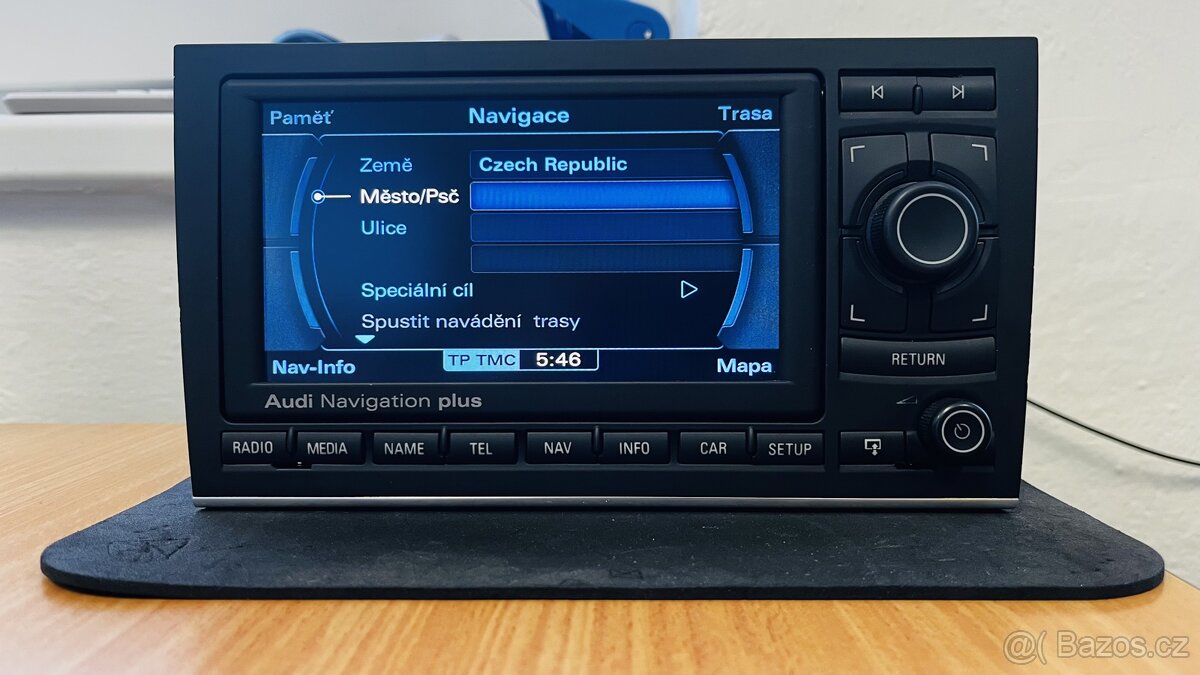 Paměť Navigace Trasa
Země Czech Republic
Město/Psč
Ulice
Speciální cíl
Spustit navádění trasy
Nav-Info TP TMC 5:46 Mapa
Audi Navigation plus
RETURN
RADIO MEDIA NAME TEL NAV INFO CAR SETUP
@( Bazos.cz